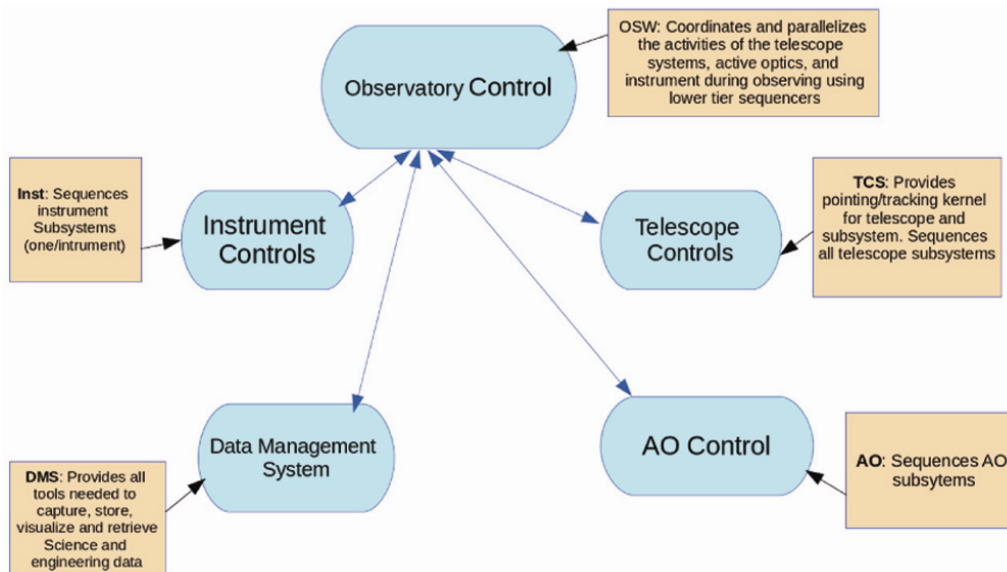 Observatory Control
OSW: Coordinates and parallelizes
the activities of the telescope
systems, active optics, and
instrument during observing using
lower tier sequencers
Inst: Sequences
instrument
Subsystems
(one/intrument)
Instrument
Controls
Telescope
Controls
TCS: Provides
pointing/tracking kernel
for telescope and
subsystem. Sequences
all telescope subsystems
Data Management
System
AO Control
DMS: Provides all
tools needed to
capture, store,
visualize and retrieve
Science and
engineering data
AO: Sequences AO
subsytems